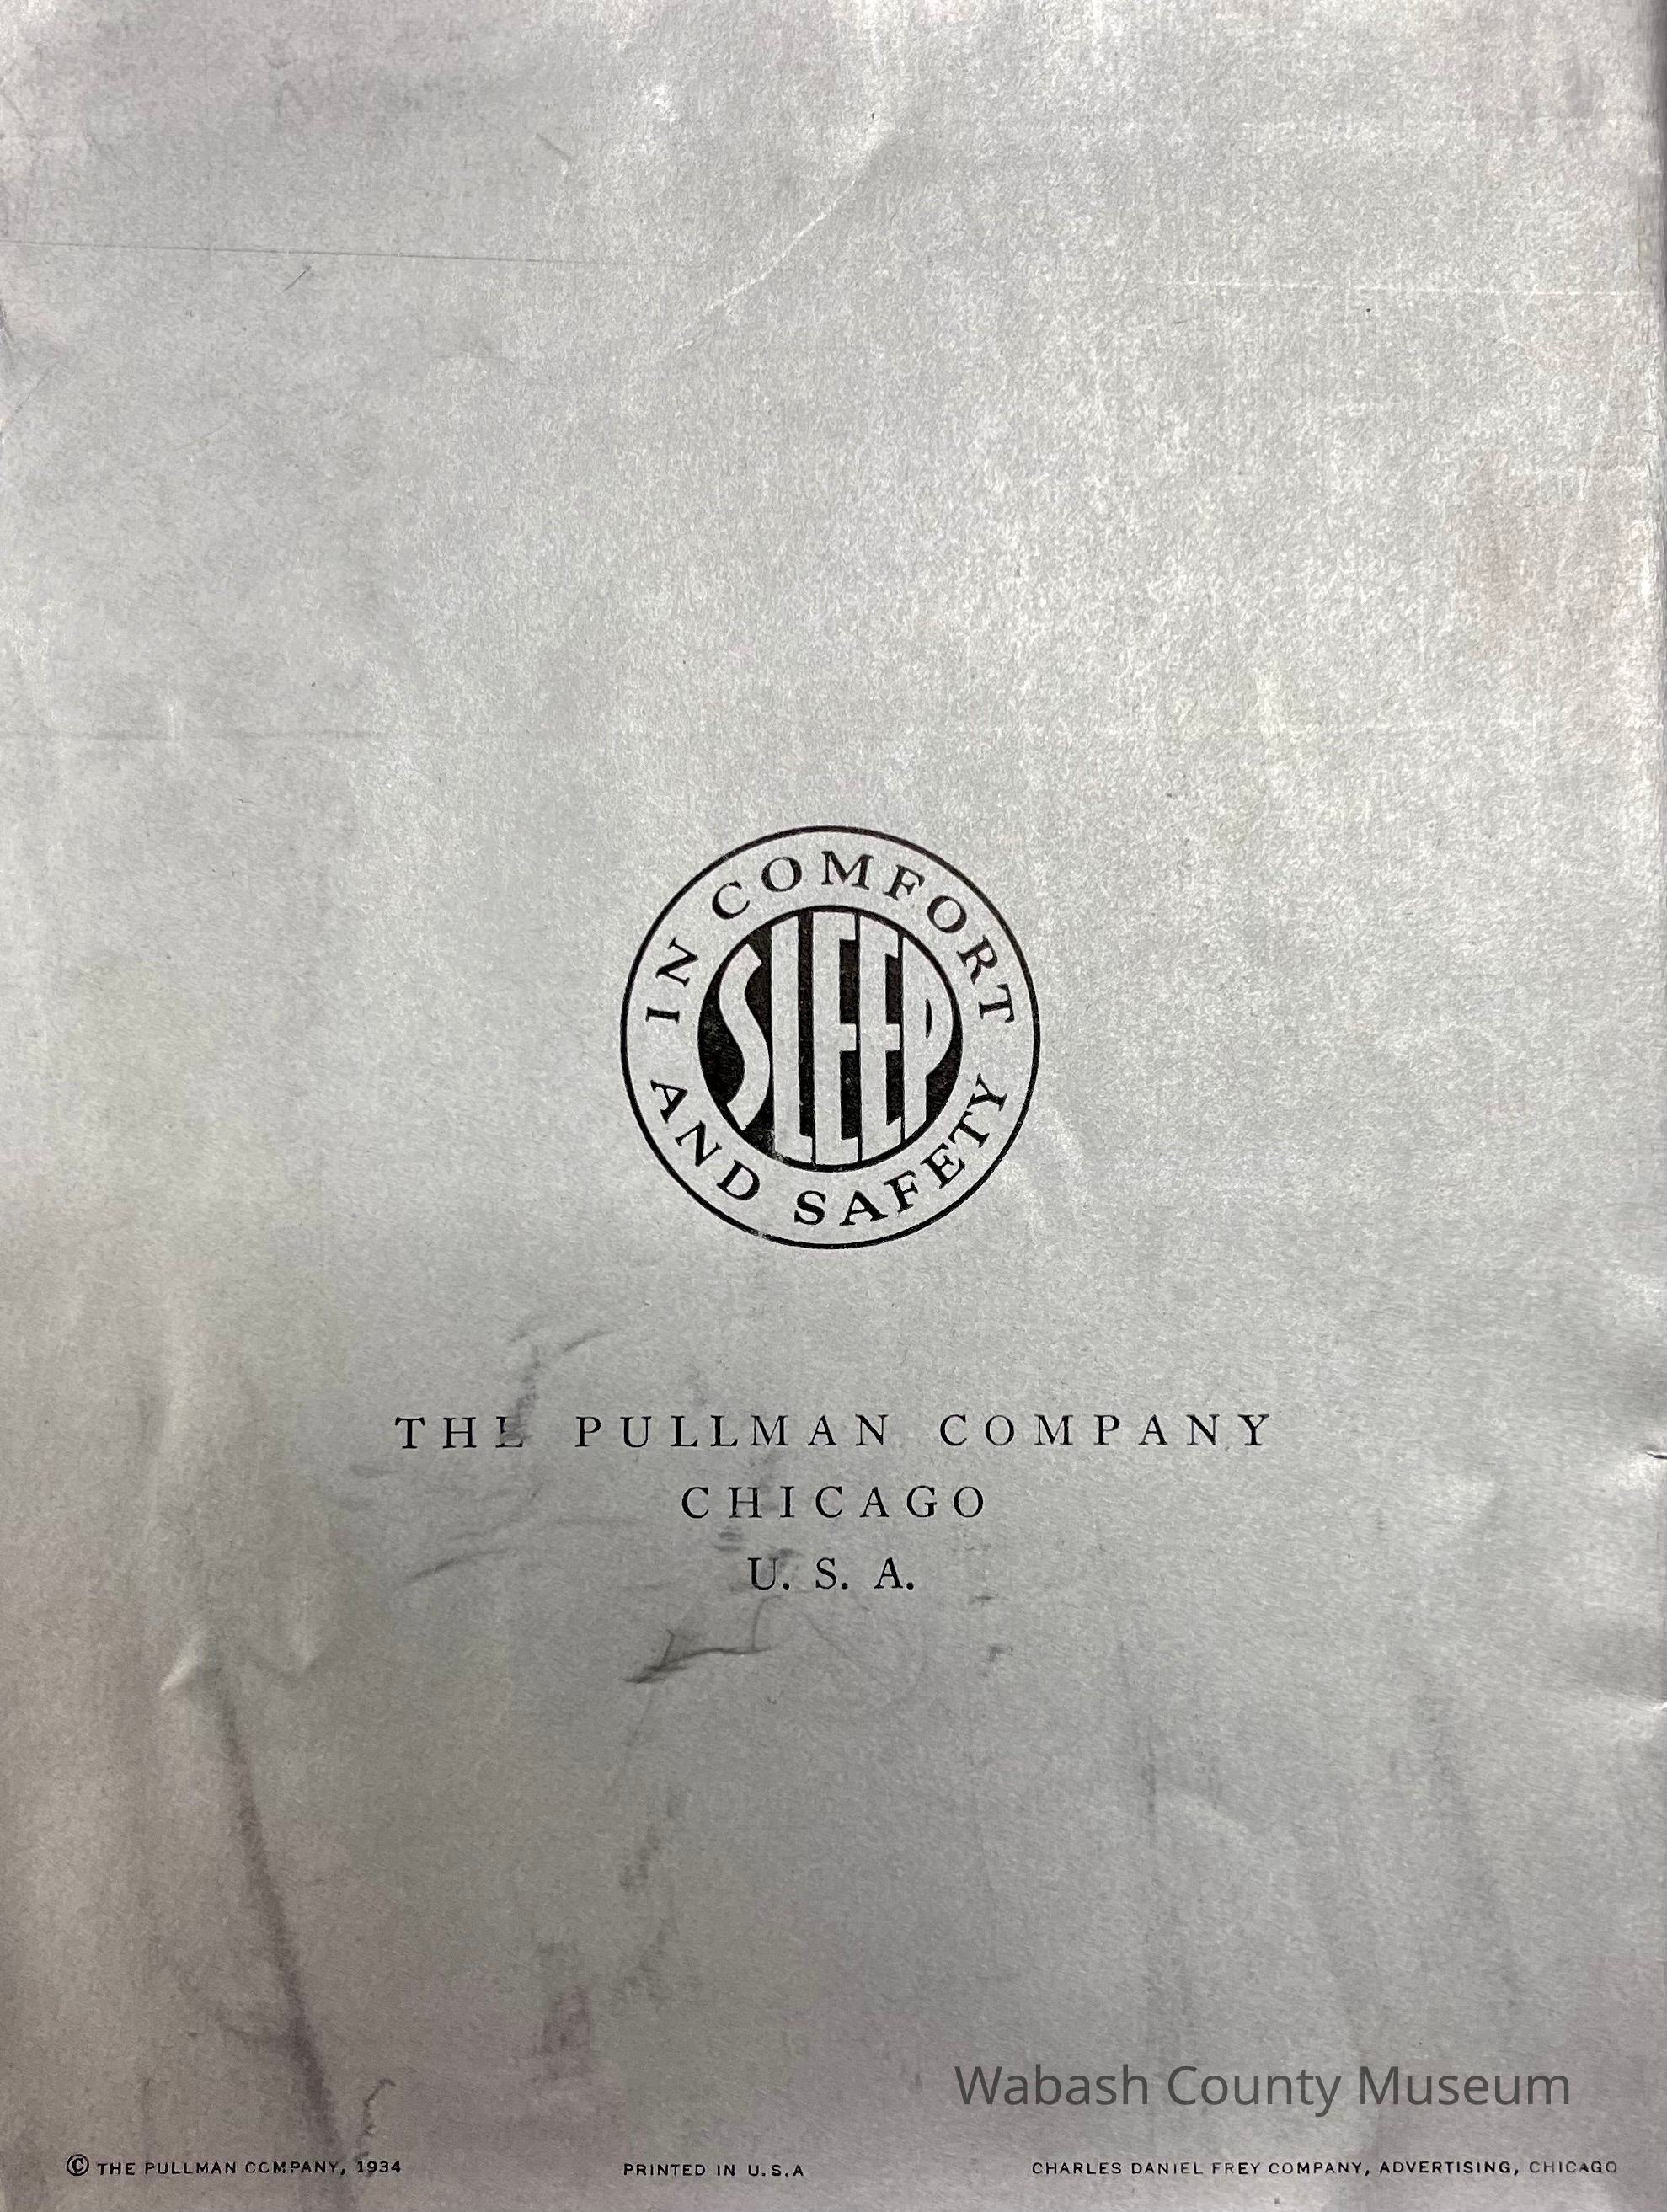 IN COMFORT
SLEEP
AND SAFETY
THE PULLMAN COMPANY
CHICAGO
U. S. A.
Wabash County Museum
© THE PULLMAN COMPANY, 1934 PRINTED IN U.S.A CHARLES DANIEL FREY COMPANY, ADVERTISING, CHICAGO